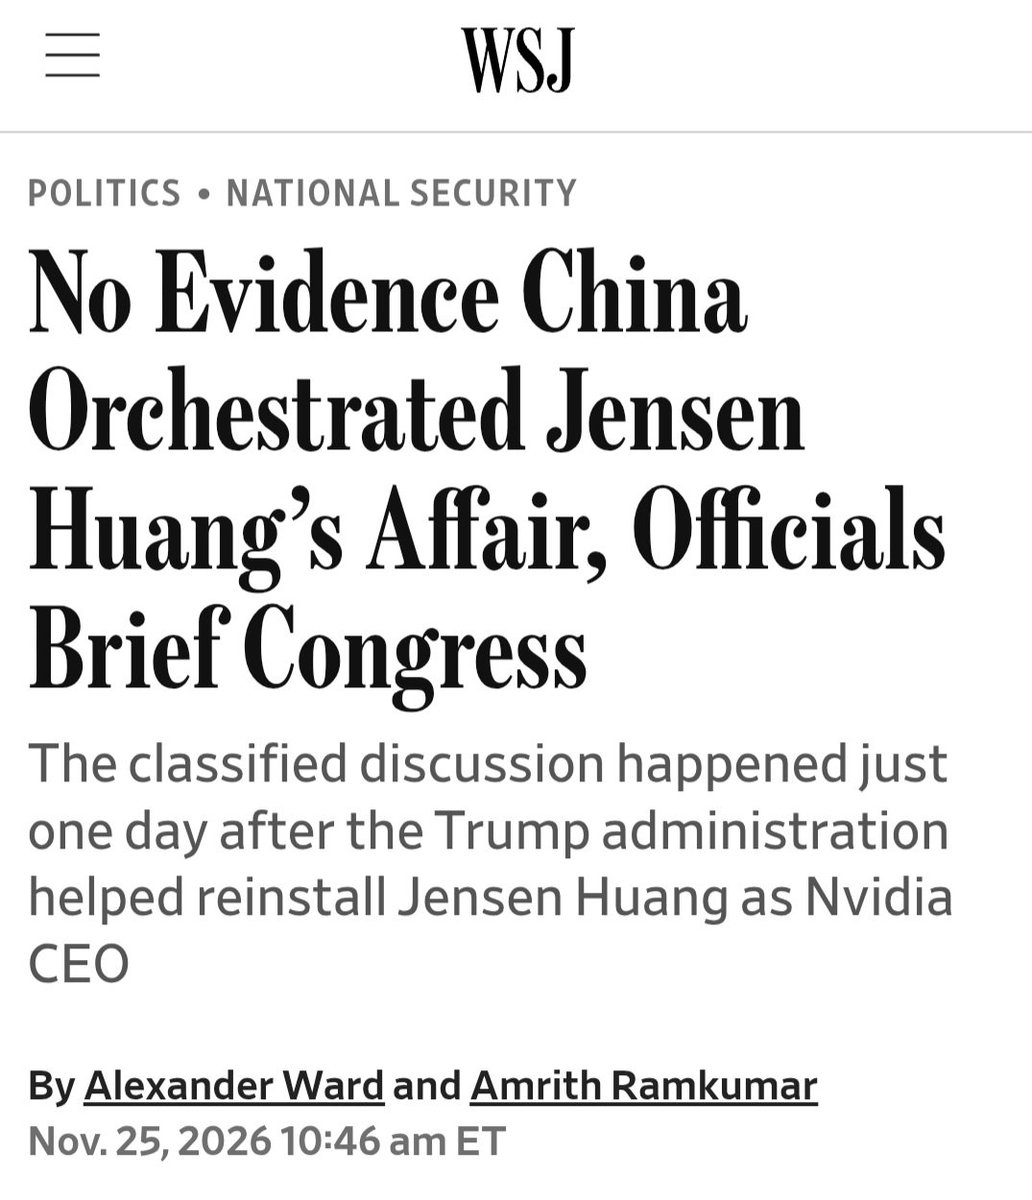 WSJ
POLITICS • NATIONAL SECURITY
No Evidence China
Orchestrated Jensen
Huang’s Affair, Officials
Brief Congress
The classified discussion happened just
one day after the Trump administration
helped reinstall Jensen Huang as Nvidia
CEO
By Alexander Ward and Amrith Ramkumar
Nov. 25, 2026 10:46 am ET